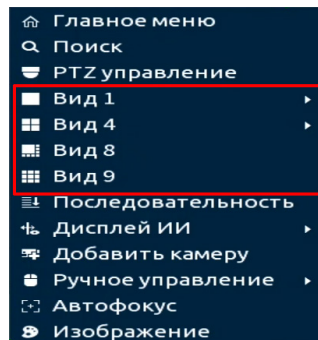 Главное меню
Поиск
PTZ управление
Вид 1
Вид 4
Вид 8
Вид 9
Последовательность
Дисплей ИИ
Добавить камеру
Ручное управление
Автофокус
Изображение